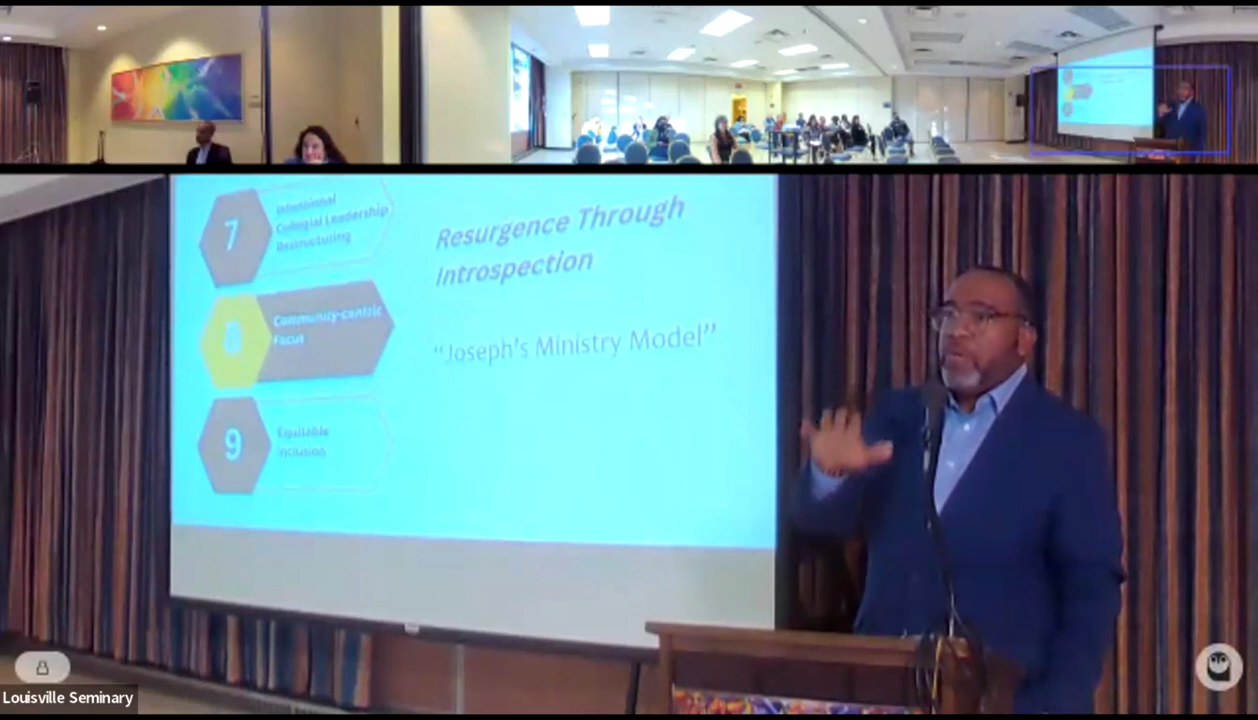 7
Intentional
Collegial Leadership
Restructuring
8
Community-centric
Focus
9
Equitable
Inclusion
Resurgence Through
Introspection
“Joseph’s Ministry Model”
Louisville Seminary